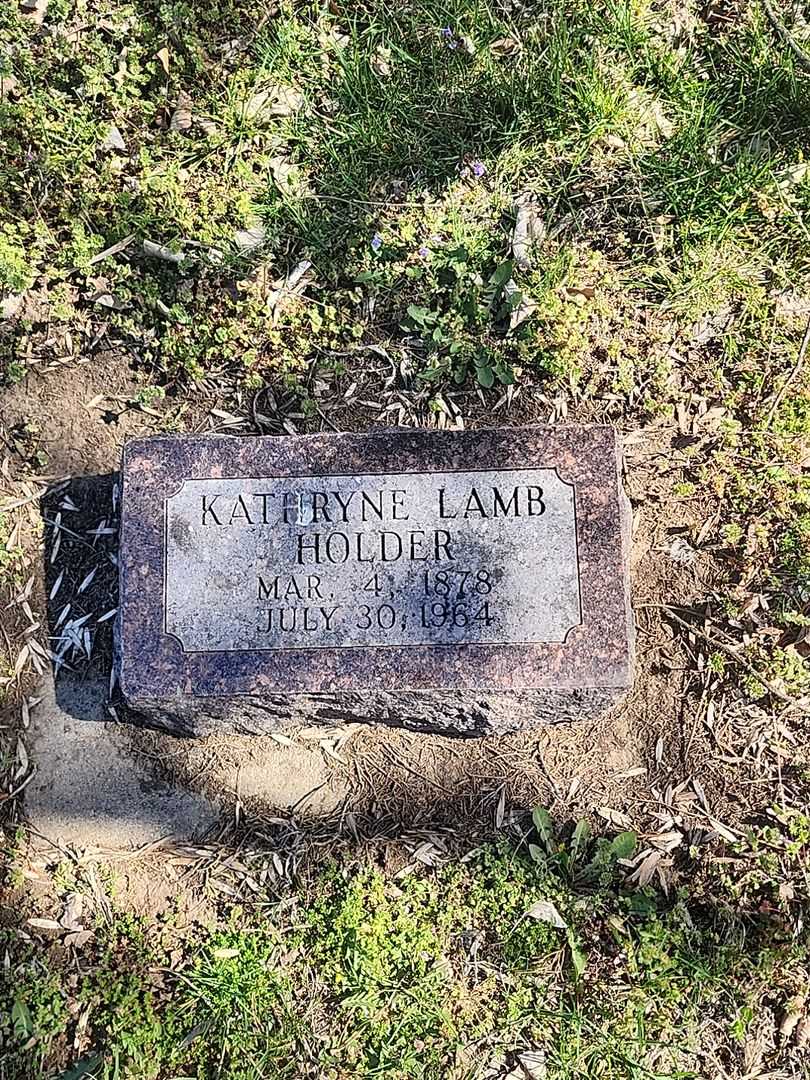 KATHRYNE LAMB
HOLDER
MAR. 4, 1878
JULY 30, 1964